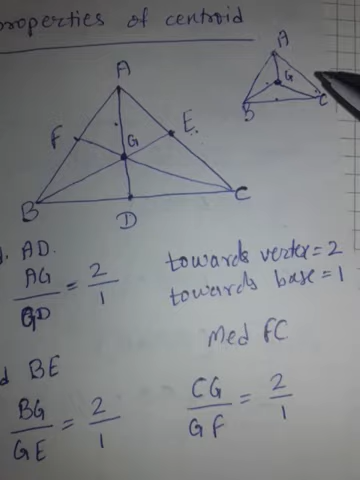 properties of centroid
A
A
G
B
C
F
E.
G
B
C
D
AD.
AG/GD = 2/1
towards vertex=2
towards base=1
Med FC
BE
BG/GE = 2/1
CG/GF = 2/1